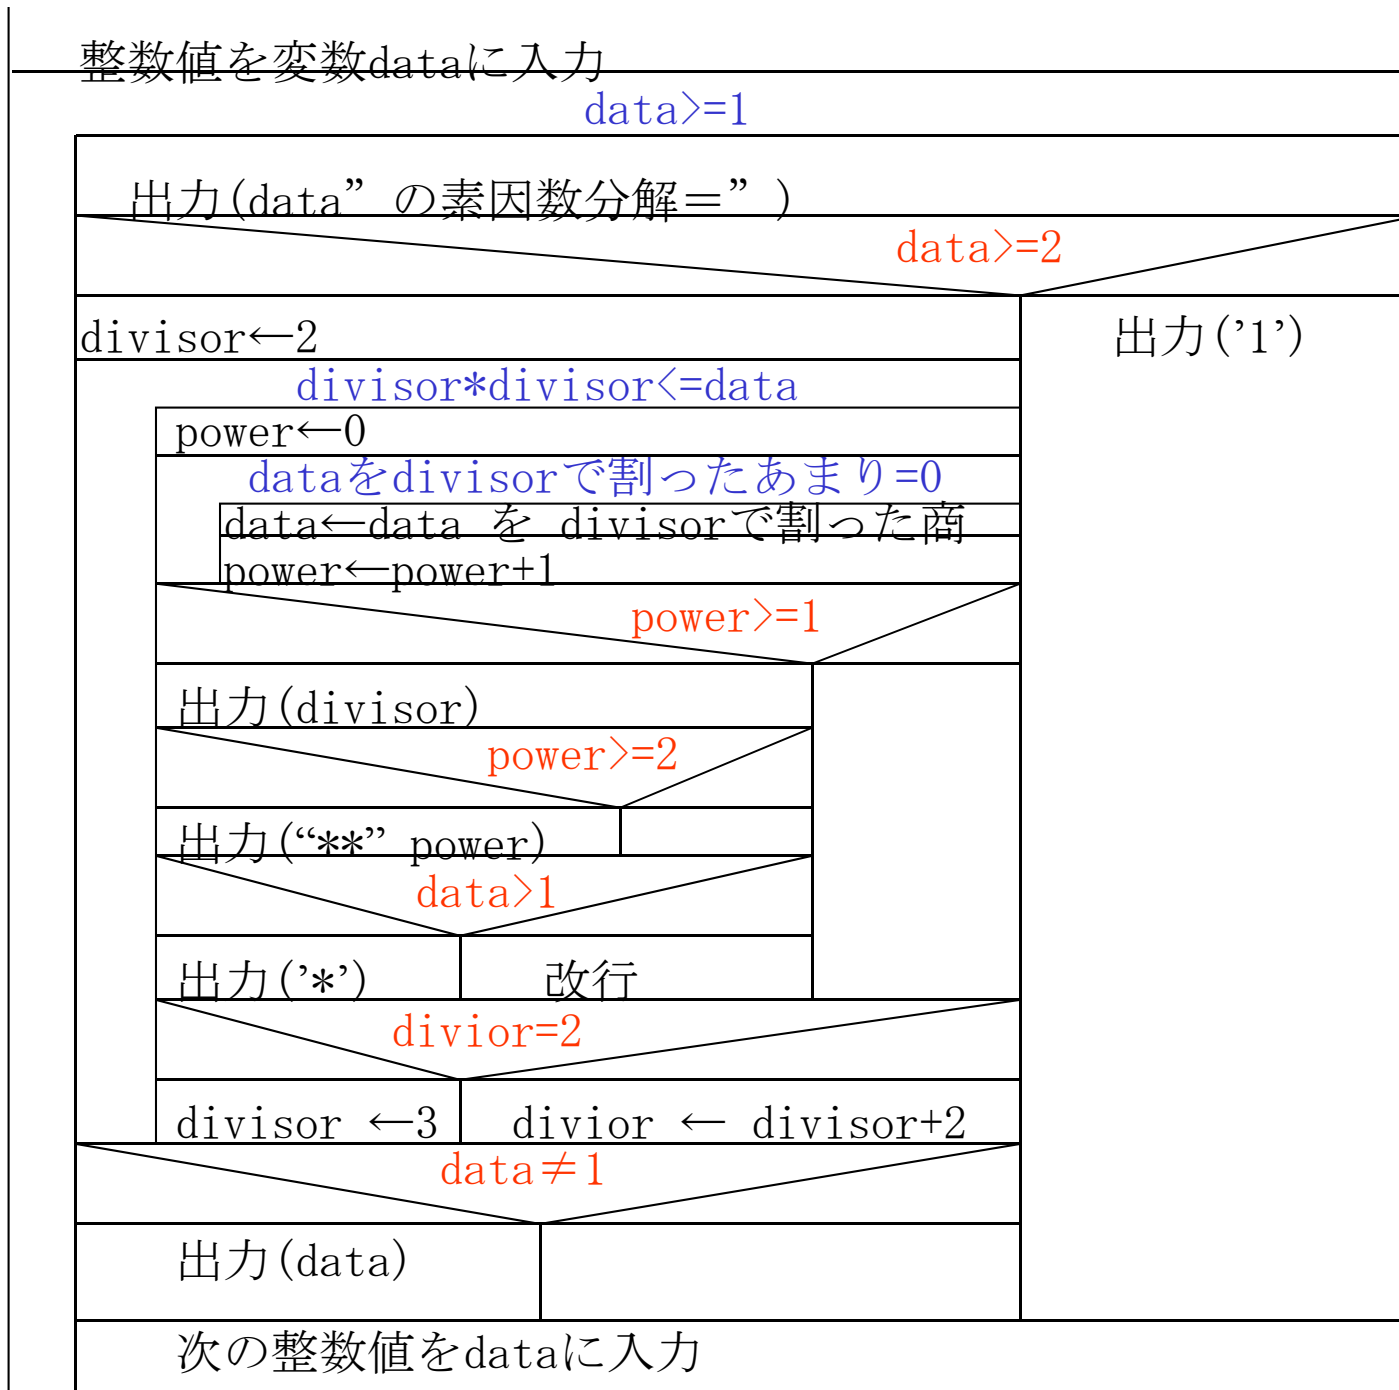 整数値を変数dataに入力
data>=1
出力(data”の素因数分解＝”)
data>=2
divisor←2
出力(’1’)
divisor*divisor<=data
power←0
dataをdivisorで割ったあまり=0
data←data を divisorで割った商
power←power+1
power>=1
出力(divisor)
power>=2
出力(“**” power)
data>1
出力(’*’)
改行
divior=2
divisor ←3
divior ← divisor+2
data≠1
出力(data)
次の整数値をdataに入力